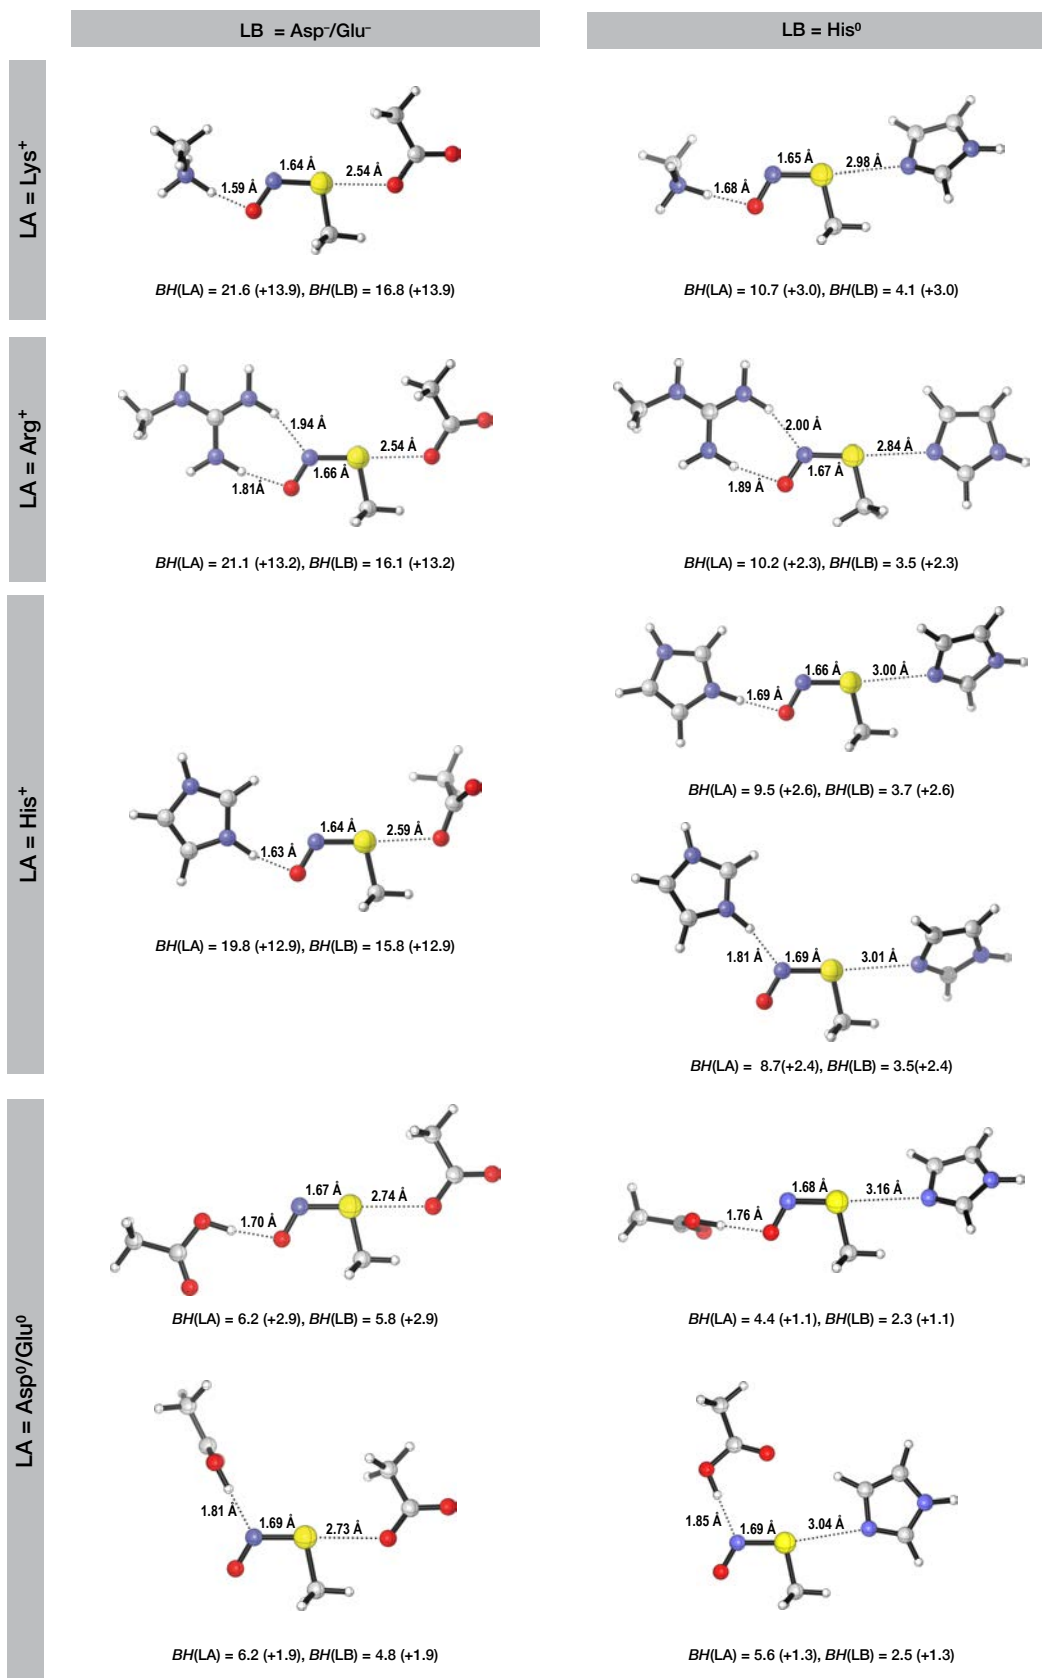 LB = Asp⁻/Glu⁻
LB = His⁰
LA = Lys⁺
1.59 Å
1.64 Å
2.54 Å
BH(LA) = 21.6 (+13.9), BH(LB) = 16.8 (+13.9)
1.68 Å
1.65 Å
2.98 Å
BH(LA) = 10.7 (+3.0), BH(LB) = 4.1 (+3.0)
LA = Arg⁺
1.94 Å
1.81Å
1.66 Å
2.54 Å
BH(LA) = 21.1 (+13.2), BH(LB) = 16.1 (+13.2)
2.00 Å
1.89 Å
1.67 Å
2.84 Å
BH(LA) = 10.2 (+2.3), BH(LB) = 3.5 (+2.3)
LA = His⁺
1.63 Å
1.64 Å
2.59 Å
BH(LA) = 19.8 (+12.9), BH(LB) = 15.8 (+12.9)
1.69 Å
1.66 Å
3.00 Å
BH(LA) = 9.5 (+2.6), BH(LB) = 3.7 (+2.6)
1.81 Å
1.69 Å
3.01 Å
BH(LA) = 8.7(+2.4), BH(LB) = 3.5(+2.4)
LA = Asp⁰/Glu⁰
1.70 Å
1.67 Å
2.74 Å
BH(LA) = 6.2 (+2.9), BH(LB) = 5.8 (+2.9)
1.76 Å
1.68 Å
3.16 Å
BH(LA) = 4.4 (+1.1), BH(LB) = 2.3 (+1.1)
1.81 Å
1.69 Å
2.73 Å
BH(LA) = 6.2 (+1.9), BH(LB) = 4.8 (+1.9)
1.85 Å
1.69 Å
3.04 Å
BH(LA) = 5.6 (+1.3), BH(LB) = 2.5 (+1.3)